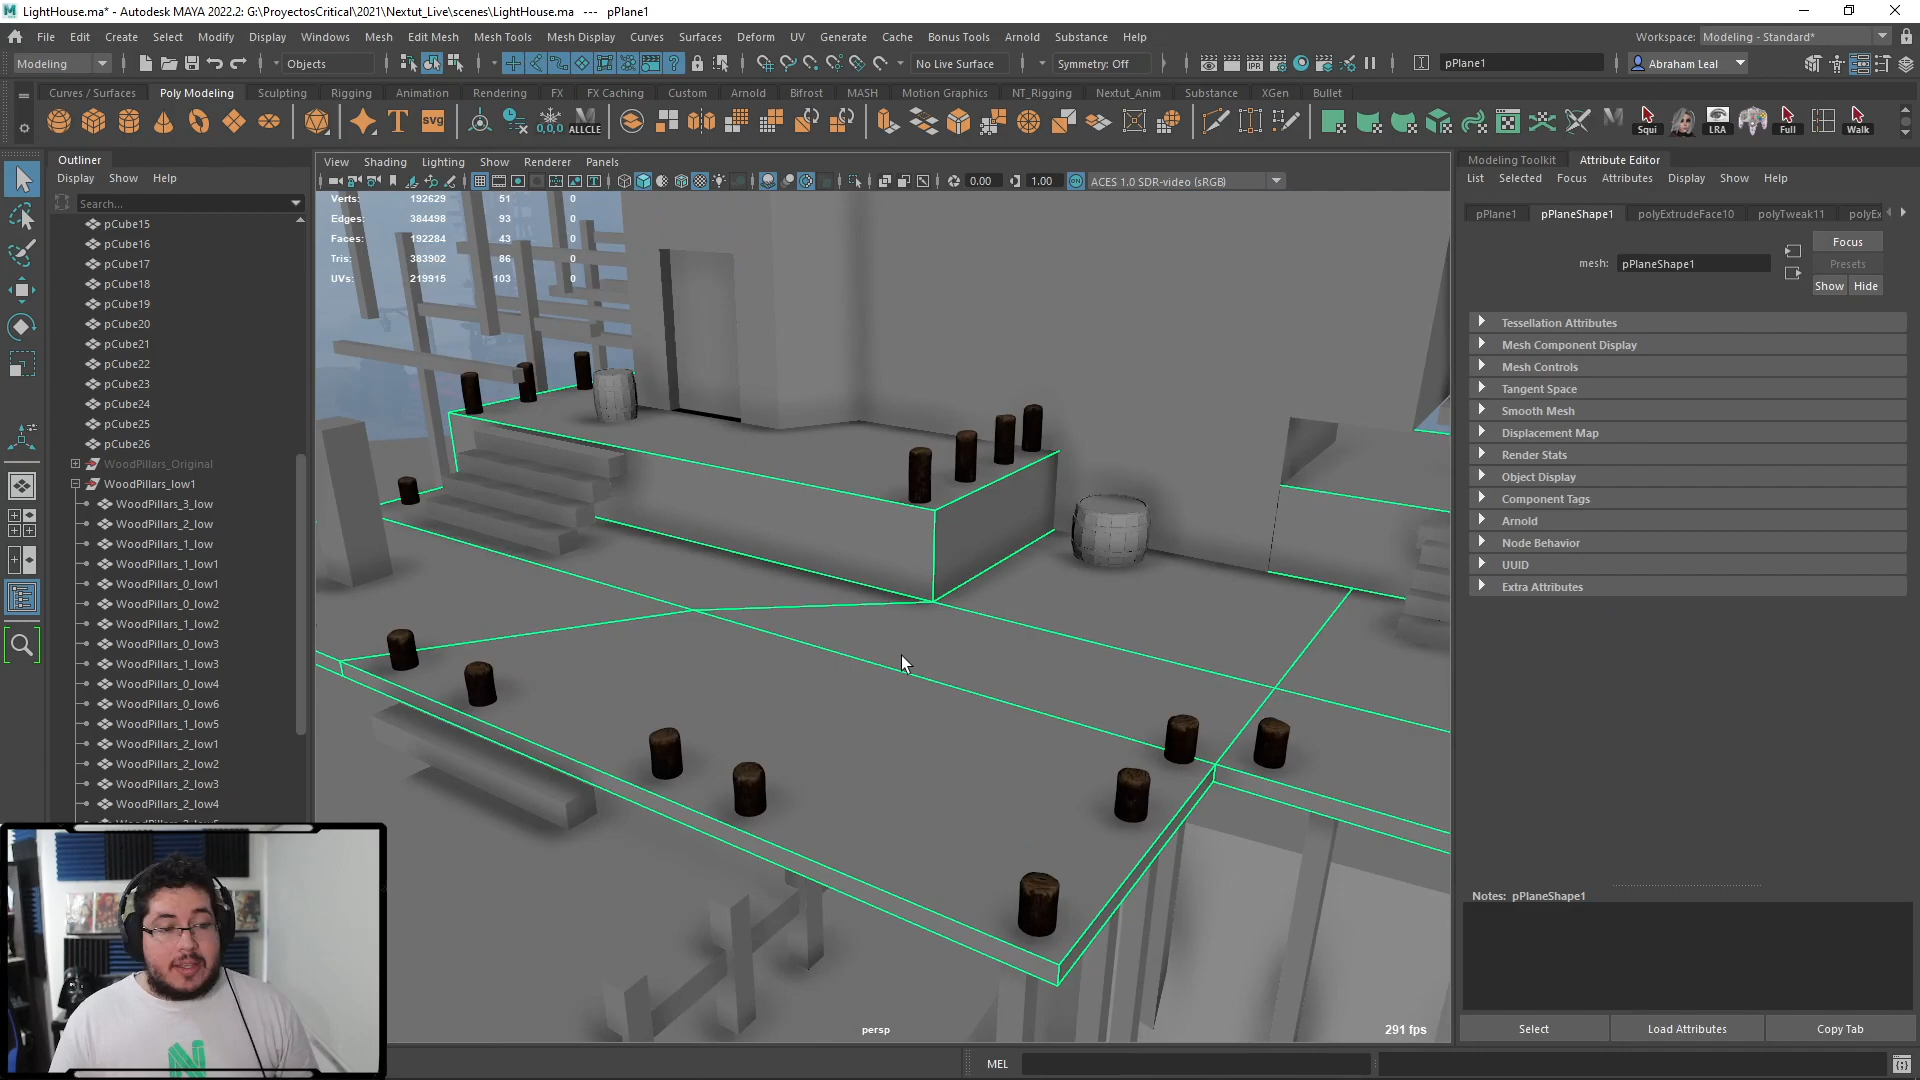 LightHouse.ma* - Autodesk MAYA 2022.2: G:\ProyectosCritical\2021\Nextut_Live\scenes\LightHouse.ma --- pPlane1
File Edit Create Select Modify Display Windows Mesh Edit Mesh Mesh Tools Mesh Display Curves Surfaces Deform UV Generate Cache Bonus Tools Arnold Substance Help
Workspace: Modeling - Standard*
Modeling
Objects
No Live Surface
Symmetry: Off
pPlane1
Abraham Leal
Curves / Surfaces Poly Modeling Sculpting Rigging Animation Rendering FX FX Caching Custom Arnold Bifrost MASH Motion Graphics NT_Rigging Nextut_Anim Substance XGen Bullet
T svg 0,0,0 ALLCLE Squi LRA Full Walk
Outliner
Display Show Help
Search...
pCube15
pCube16
pCube17
pCube18
pCube19
pCube20
pCube21
pCube22
pCube23
pCube24
pCube25
pCube26
WoodPillars_Original
WoodPillars_low1
WoodPillars_3_low
WoodPillars_2_low
WoodPillars_1_low
WoodPillars_1_low1
WoodPillars_0_low1
WoodPillars_0_low2
WoodPillars_1_low2
WoodPillars_0_low3
WoodPillars_1_low3
WoodPillars_0_low4
WoodPillars_0_low6
WoodPillars_1_low5
WoodPillars_2_low1
WoodPillars_2_low2
WoodPillars_2_low3
WoodPillars_2_low4
View Shading Lighting Show Renderer Panels
0.00 1.00 ACES 1.0 SDR-video (sRGB)
Verts: 192629 51 0
Edges: 384498 93 0
Faces: 192284 43 0
Tris: 383902 86 0
UVs: 219915 103 0
persp
291 fps
Modeling Toolkit Attribute Editor
List Selected Focus Attributes Display Show Help
pPlane1 pPlaneShape1 polyExtrudeFace10 polyTweak11 polyEx
mesh: pPlaneShape1
Focus
Presets
Show Hide
Tessellation Attributes
Mesh Component Display
Mesh Controls
Tangent Space
Smooth Mesh
Displacement Map
Render Stats
Object Display
Component Tags
Arnold
Node Behavior
UUID
Extra Attributes
Notes: pPlaneShape1
Select Load Attributes Copy Tab
MEL
N